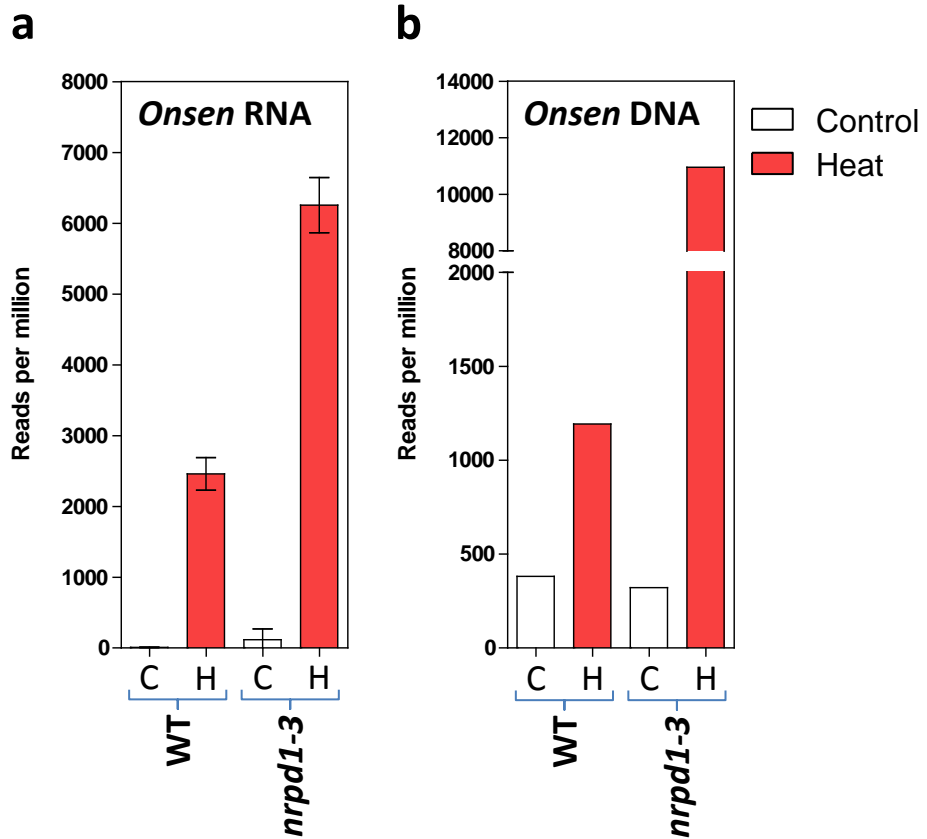 a
b
Onsen RNA
Reads per million
8000
7000
6000
5000
4000
3000
2000
1000
0
C
H
C
H
WT
nrpd1-3
Onsen DNA
Reads per million
14000
12000
10000
8000
2000
1500
1000
500
0
C
H
C
H
WT
nrpd1-3
Control
Heat